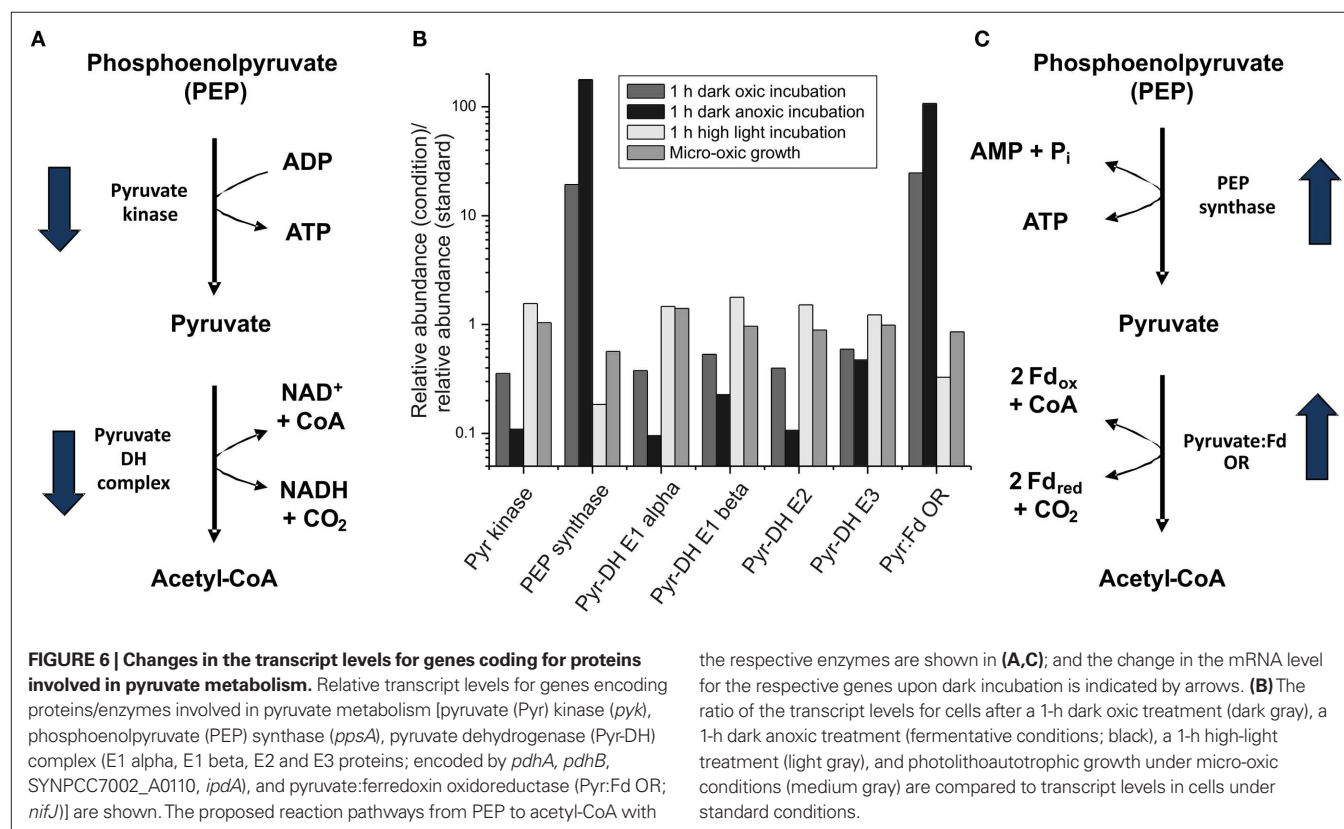 A
Phosphoenolpyruvate
(PEP)
Pyruvate
kinase
ADP
ATP
Pyruvate
Pyruvate
DH
complex
NAD+
+ CoA
NADH
+ CO2
Acetyl-CoA
B
Relative abundance (condition)/
relative abundance (standard)
100
10
1
0.1
1 h dark oxic incubation
1 h dark anoxic incubation
1 h high light incubation
Micro-oxic growth
Pyr kinase
PEP synthase
Pyr-DH E1 alpha
Pyr-DH E1 beta
Pyr-DH E2
Pyr-DH E3
Pyr:Fd OR
C
Phosphoenolpyruvate
(PEP)
AMP + Pi
ATP
PEP
synthase
Pyruvate
2 Fdox
+ CoA
2 Fdred
+ CO2
Pyruvate:Fd
OR
Acetyl-CoA
FIGURE 6 | Changes in the transcript levels for genes coding for proteins
involved in pyruvate metabolism. Relative transcript levels for genes encoding
proteins/enzymes involved in pyruvate metabolism [pyruvate (Pyr) kinase (pyk),
phosphoenolpyruvate (PEP) synthase (ppsA), pyruvate dehydrogenase (Pyr-DH)
complex (E1 alpha, E1 beta, E2 and E3 proteins; encoded by pdhA, pdhB,
SYNPCC7002_A0110, lpdA), and pyruvate:ferredoxin oxidoreductase (Pyr:Fd OR;
nifJ)] are shown. The proposed reaction pathways from PEP to acetyl-CoA with
the respective enzymes are shown in (A,C); and the change in the mRNA level
for the respective genes upon dark incubation is indicated by arrows. (B) The
ratio of the transcript levels for cells after a 1-h dark oxic treatment (dark gray), a
1-h dark anoxic treatment (fermentative conditions; black), a 1-h high-light
treatment (light gray), and photolithoautotrophic growth under micro-oxic
conditions (medium gray) are compared to transcript levels in cells under
standard conditions.